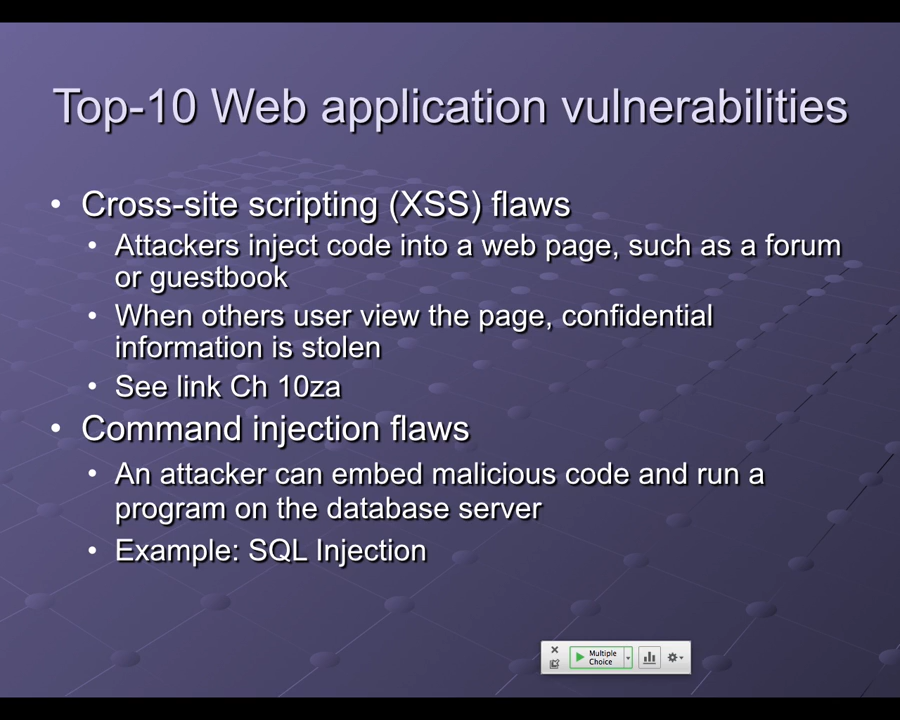 Top-10 Web application vulnerabilities
• Cross-site scripting (XSS) flaws
• Attackers inject code into a web page, such as a forum
or guestbook
• When others user view the page, confidential
information is stolen
• See link Ch 10za
• Command injection flaws
• An attacker can embed malicious code and run a
program on the database server
• Example: SQL Injection
Multiple
Choice